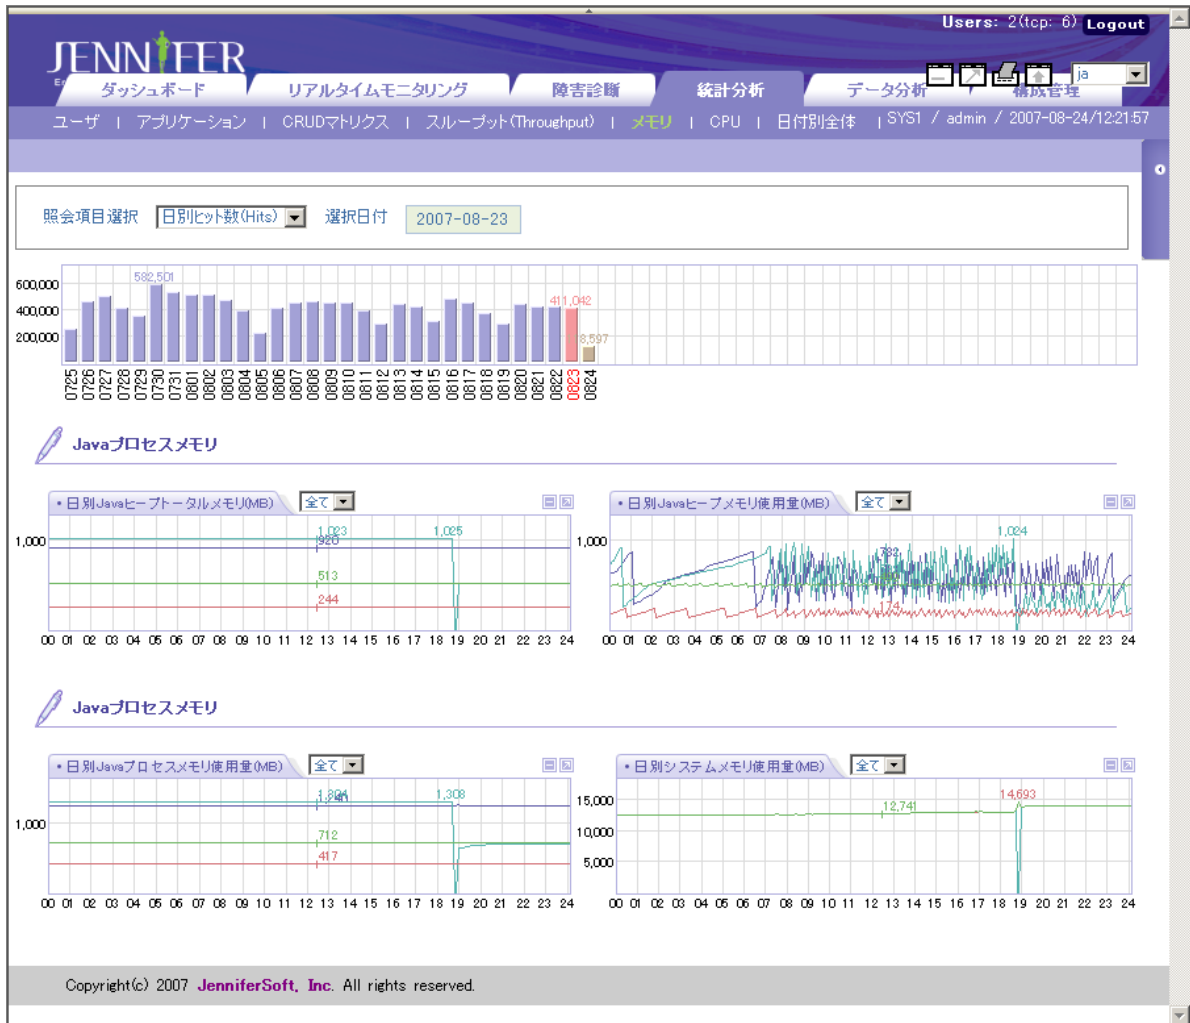 Users: 2(tcp: 6) Logout
JENNIFER
ja
ダッシュボード リアルタイムモニタリング 障害診断 統計分析 データ分析 構成管理
ユーザ | アプリケーション | CRUDマトリクス | スループット(Throughput) | メモリ | CPU | 日付別全体 | SYS1 / admin / 2007-08-24/12:21:57
照会項目選択 日別ヒット数(Hits) 選択日付 2007-08-23
582,501
600,000
411,042
400,000
8,597
200,000
0725 0726 0727 0728 0729 0730 0731 0801 0802 0803 0804 0805 0806 0807 0808 0809 0810 0811 0812 0813 0814 0815 0816 0817 0818 0819 0820 0821 0822 0823 0824
Javaプロセスメモリ
・日別Javaヒープトータルメモリ(MB) 全て
1,023 1,025
1,000 920
513
244
00 01 02 03 04 05 06 07 08 09 10 11 12 13 14 15 16 17 18 19 20 21 22 23 24
・日別Javaヒープメモリ使用量(MB) 全て
1,024
1,000
174
00 01 02 03 04 05 06 07 08 09 10 11 12 13 14 15 16 17 18 19 20 21 22 23 24
Javaプロセスメモリ
・日別Javaプロセスメモリ使用量(MB) 全て
1,308
1,000
712
417
00 01 02 03 04 05 06 07 08 09 10 11 12 13 14 15 16 17 18 19 20 21 22 23 24
・日別システムメモリ使用量(MB) 全て
14,693
15,000
12,741
10,000
5,000
00 01 02 03 04 05 06 07 08 09 10 11 12 13 14 15 16 17 18 19 20 21 22 23 24
Copyright(c) 2007 JenniferSoft, Inc. All rights reserved.